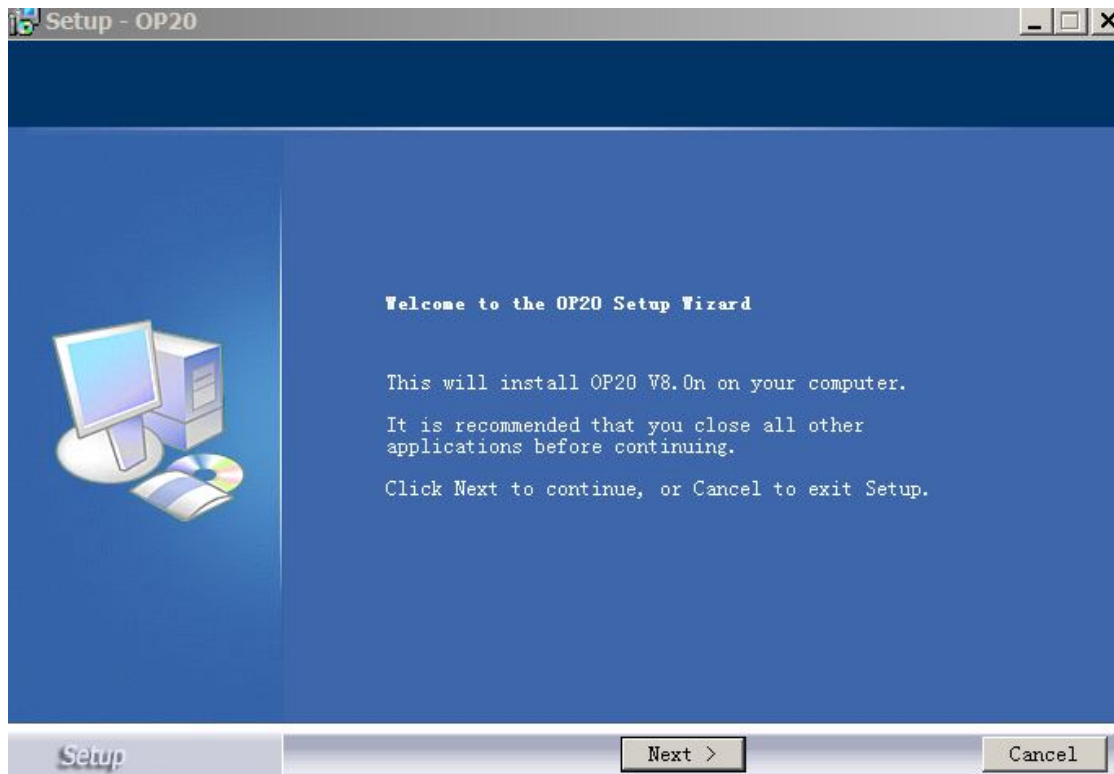 Setup - OP20
Welcome to the OP20 Setup Wizard
This will install OP20 V8.0n on your computer.
It is recommended that you close all other
applications before continuing.
Click Next to continue, or Cancel to exit Setup.
Setup
Next >
Cancel